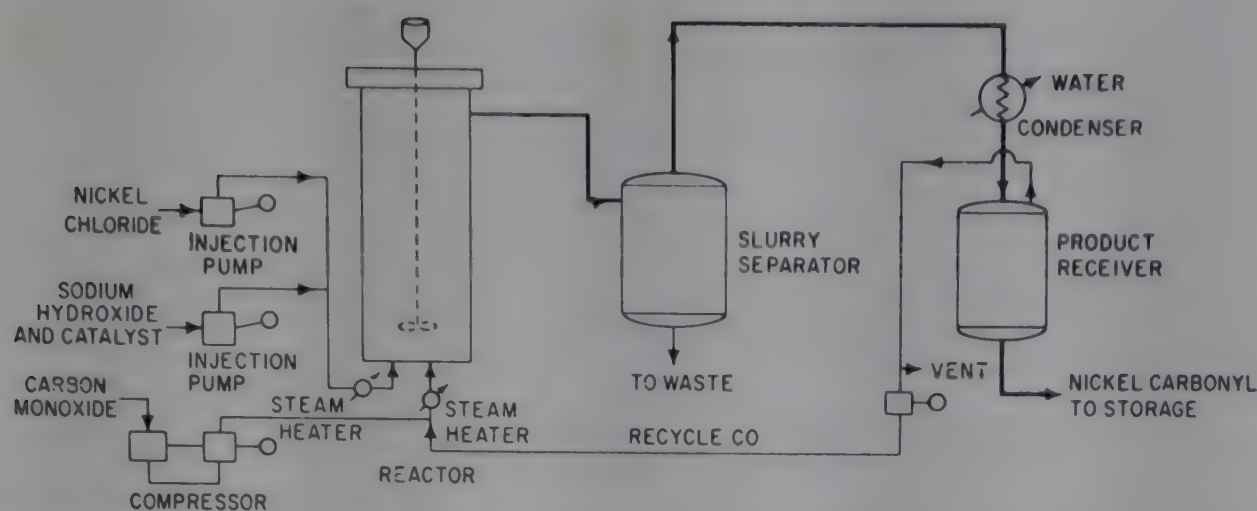 NICKEL
CHLORIDE
INJECTION
PUMP
SODIUM
HYDROXIDE
AND CATALYST
INJECTION
PUMP
CARBON
MONOXIDE
COMPRESSOR
STEAM
HEATER
STEAM
HEATER
REACTOR
SLURRY
SEPARATOR
TO WASTE
RECYCLE CO
WATER
CONDENSER
PRODUCT
RECEIVER
VENT
NICKEL CARBONYL
TO STORAGE